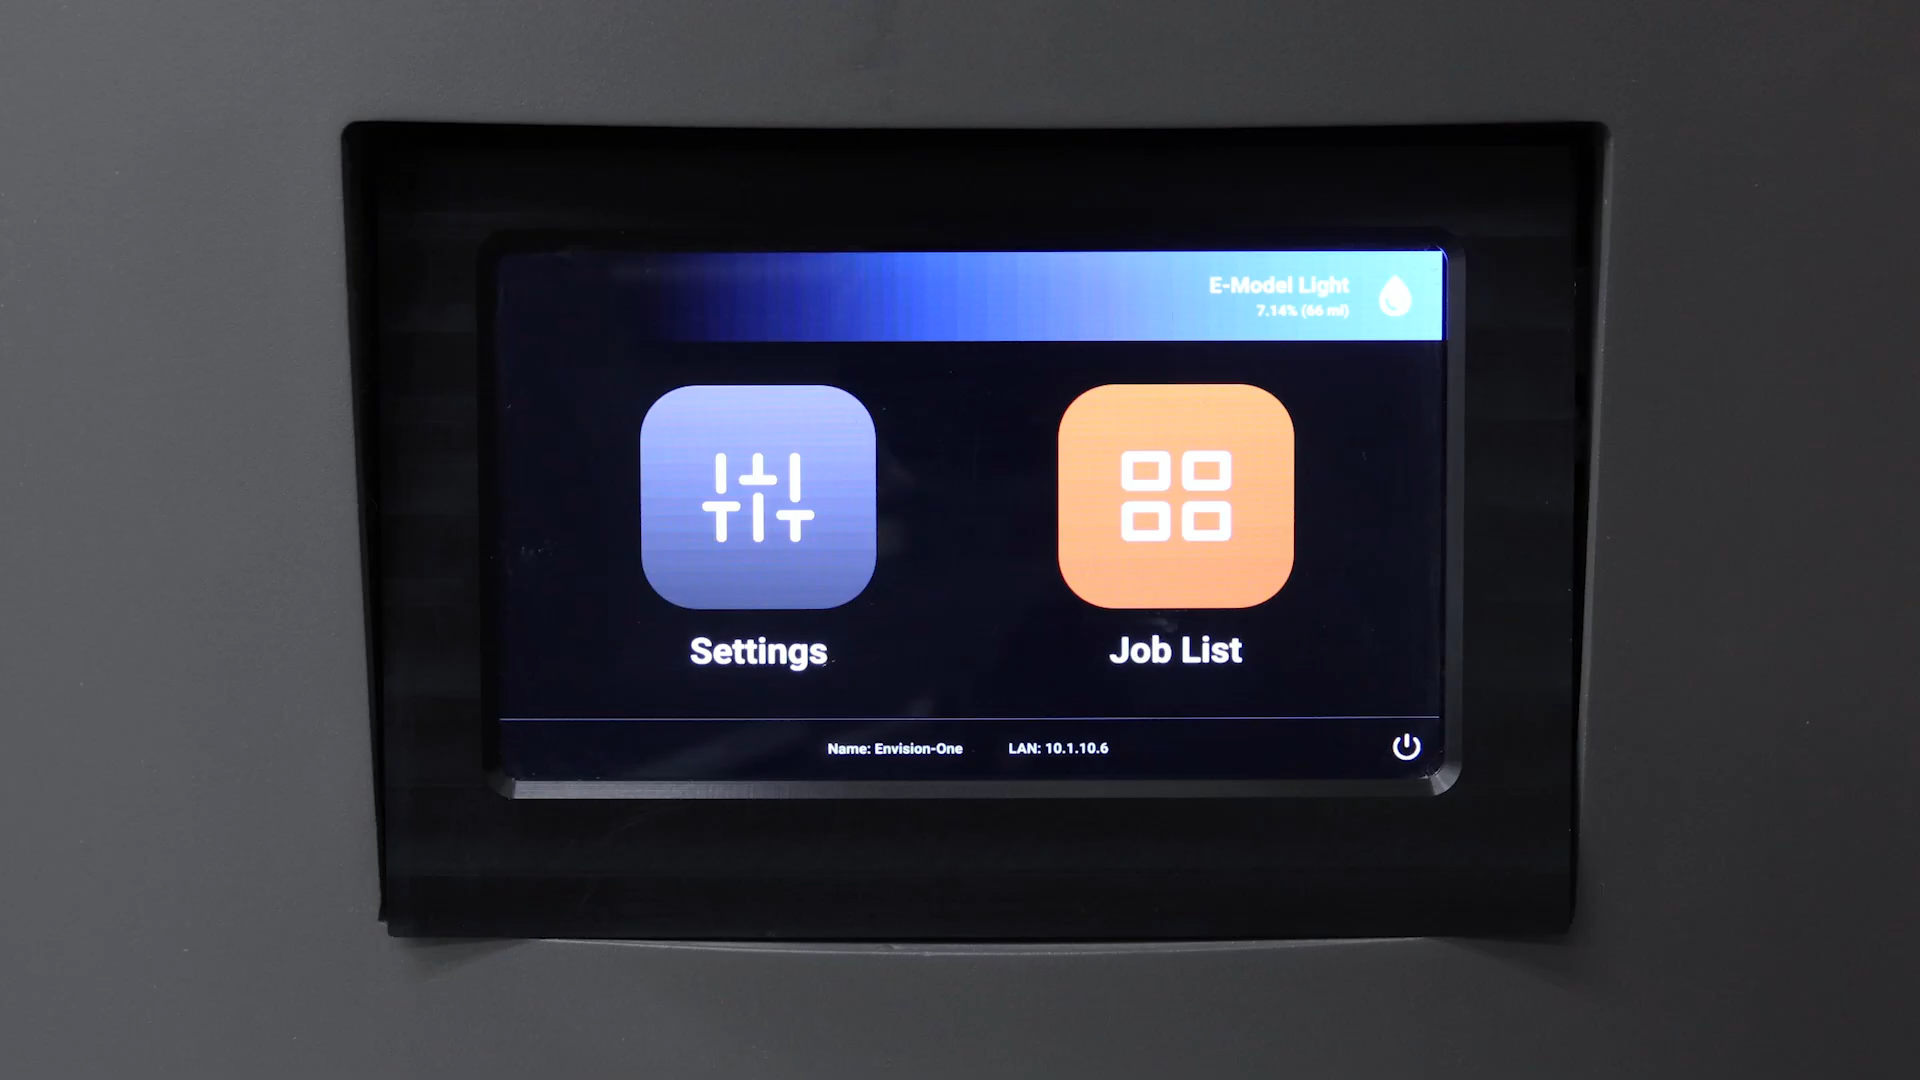 E-Model Light
7.14% (66 ml)
Settings
Job List
Name: Envision-One
LAN: 10.1.10.6